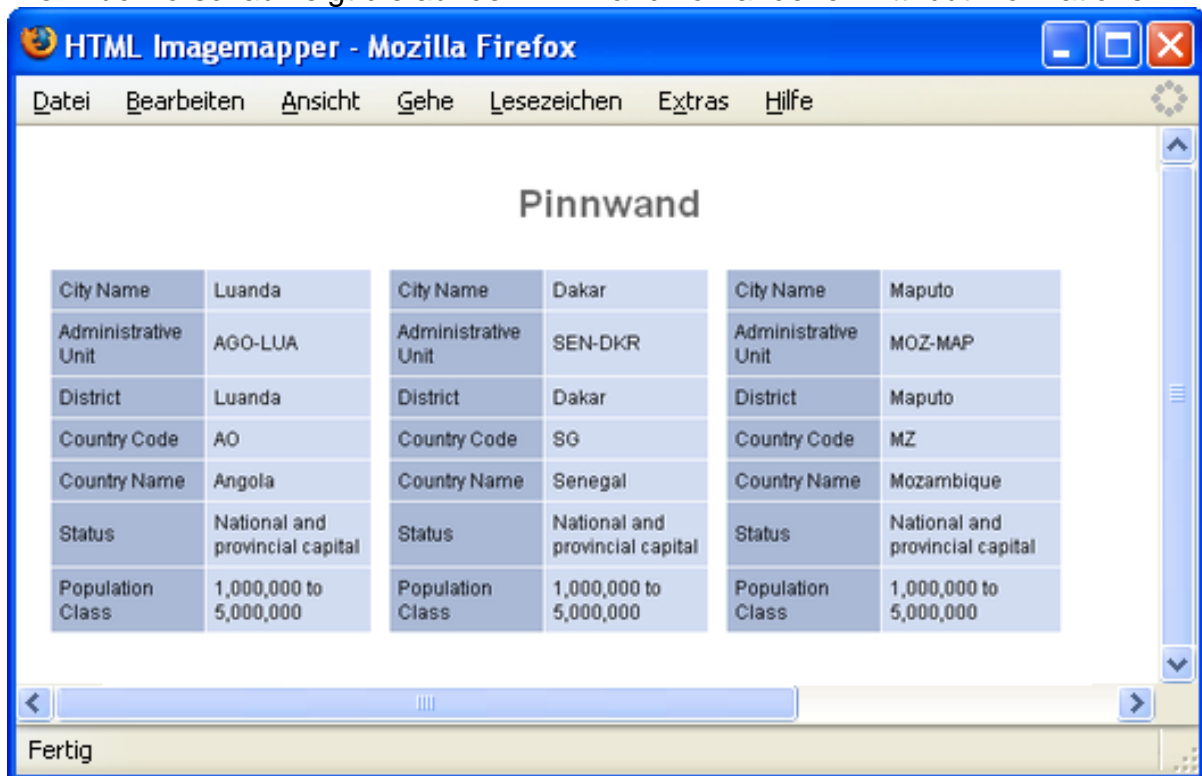 HTML Imagemapper - Mozilla Firefox
Datei Bearbeiten Ansicht Gehe Lesezeichen Extras Hilfe
Pinnwand
City Name Luanda
Administrative Unit AGO-LUA
District Luanda
Country Code AO
Country Name Angola
Status National and provincial capital
Population Class 1,000,000 to 5,000,000
City Name Dakar
Administrative Unit SEN-DKR
District Dakar
Country Code SG
Country Name Senegal
Status National and provincial capital
Population Class 1,000,000 to 5,000,000
City Name Maputo
Administrative Unit MOZ-MAP
District Maputo
Country Code MZ
Country Name Mozambique
Status National and provincial capital
Population Class 1,000,000 to 5,000,000
Fertig